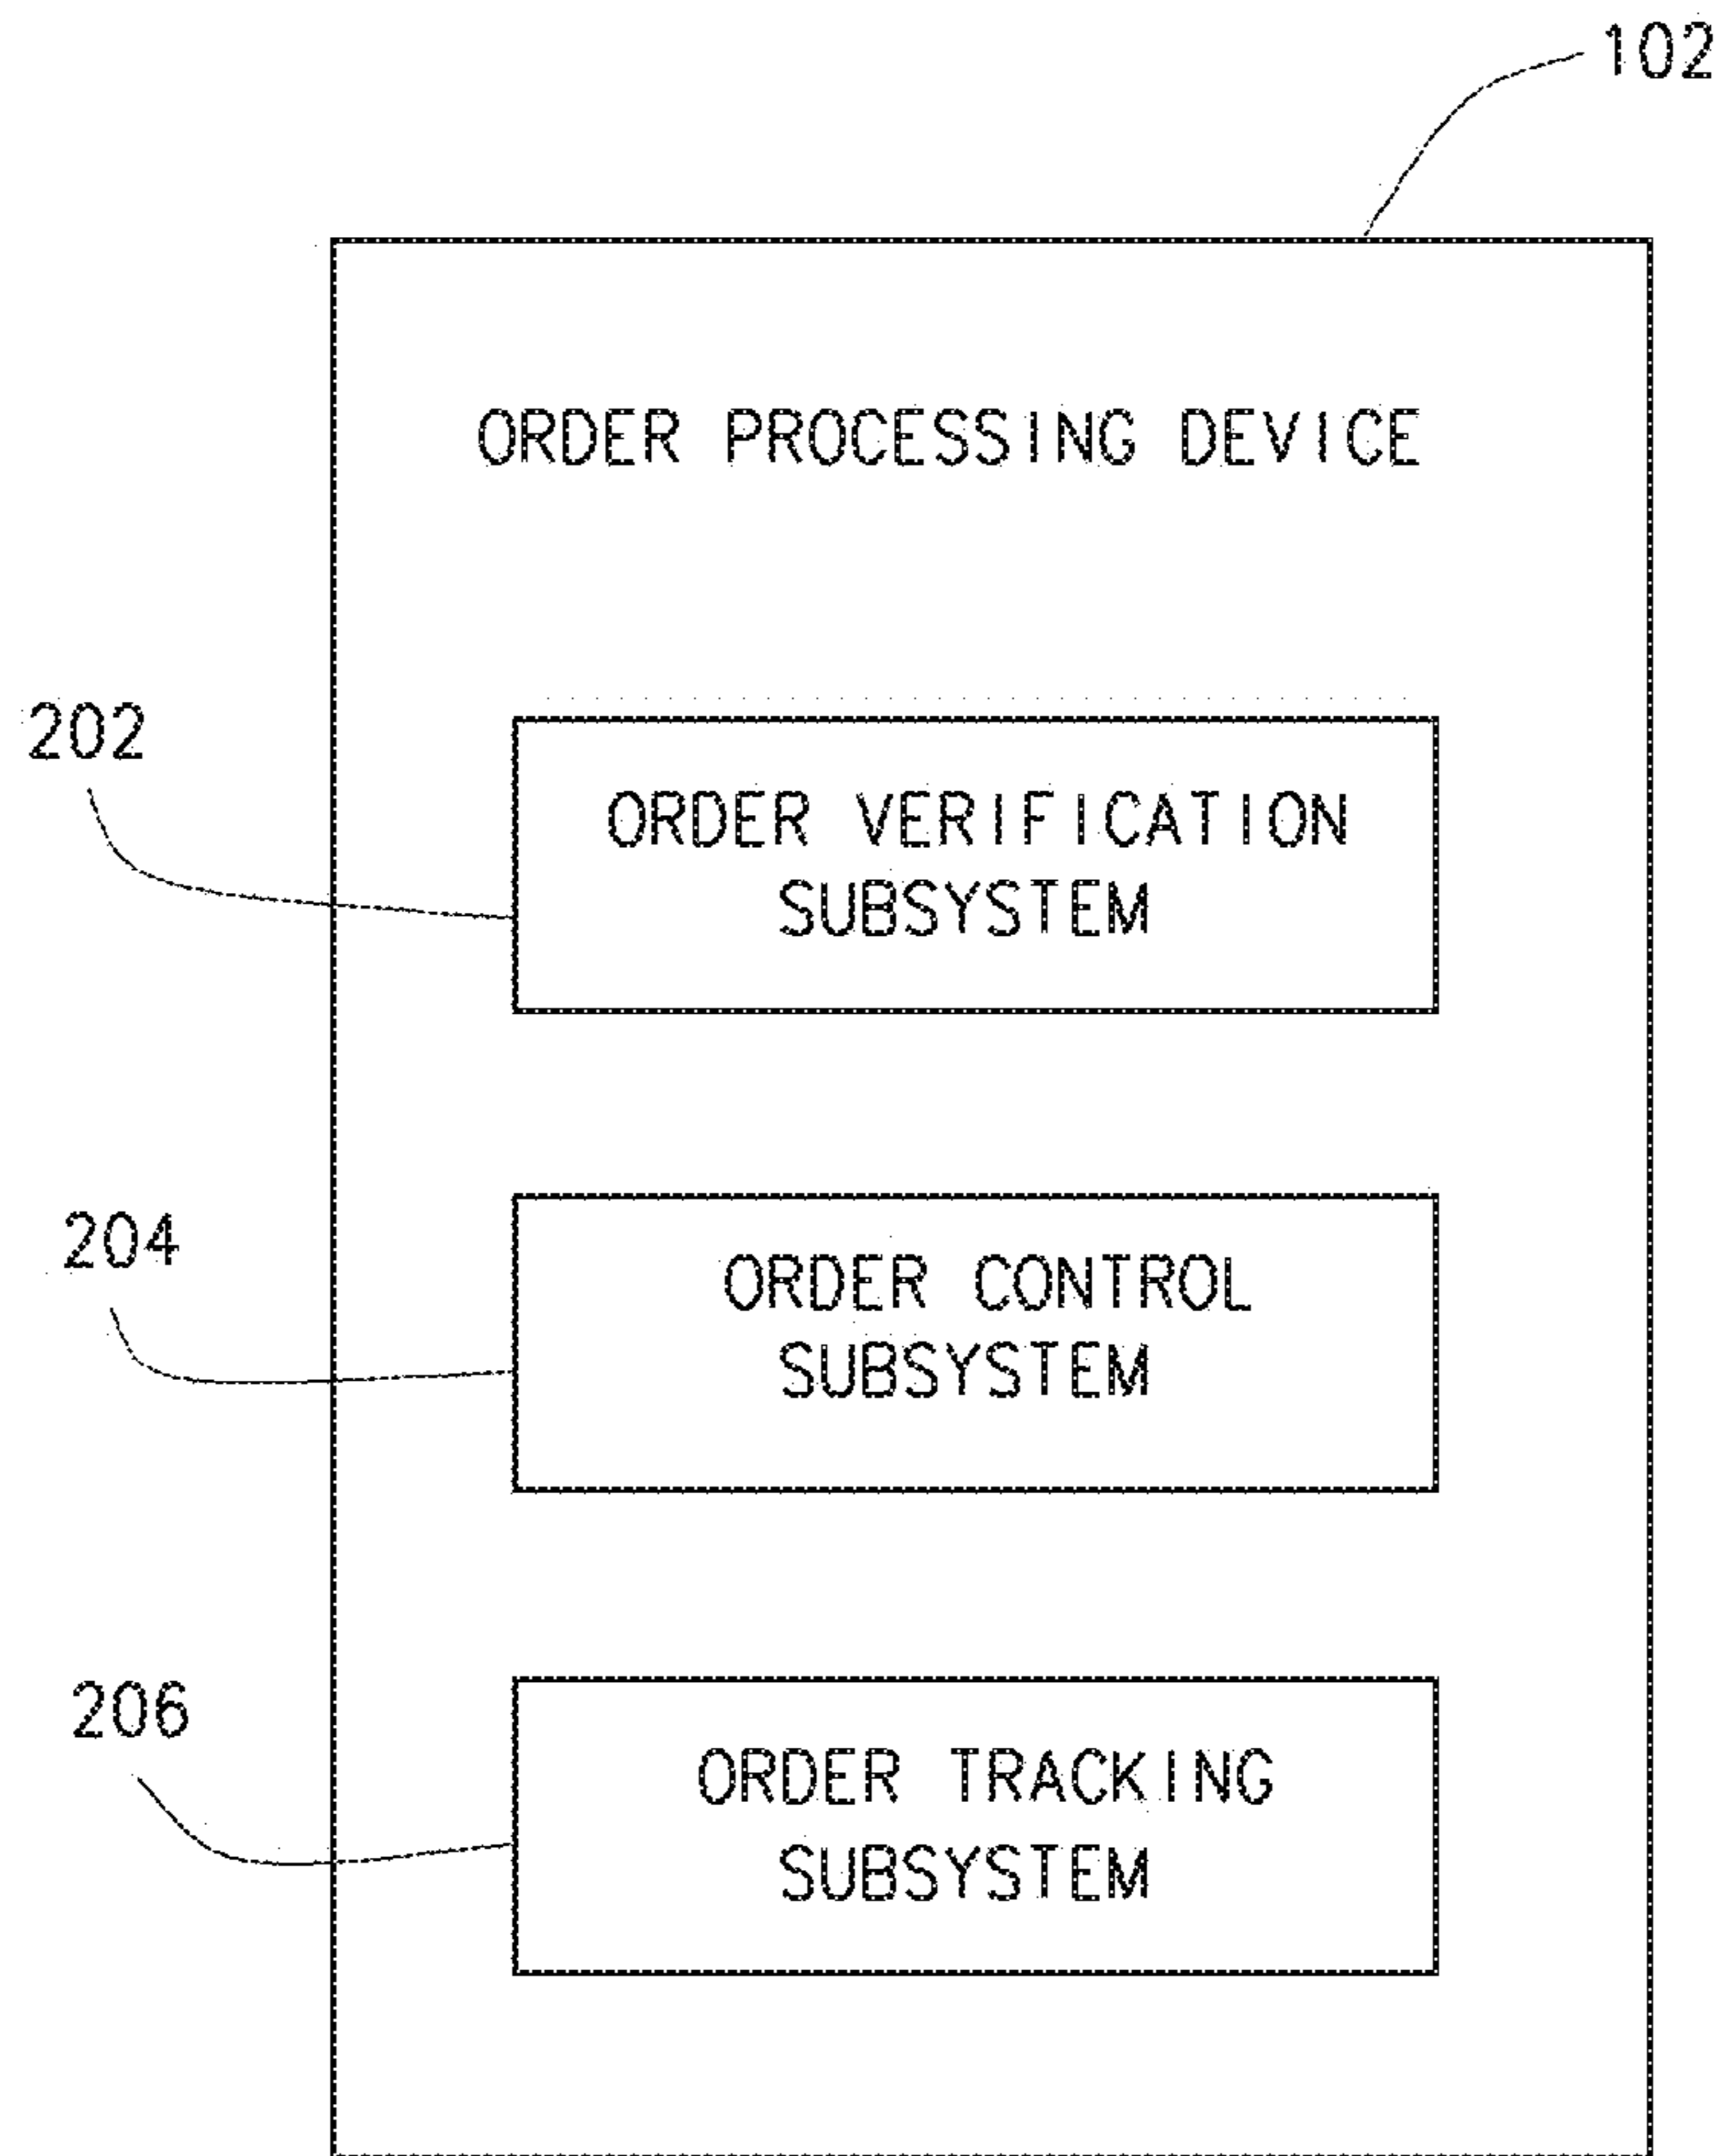 102
ORDER PROCESSING DEVICE
202
ORDER VERIFICATION
SUBSYSTEM
204
ORDER CONTROL
SUBSYSTEM
206
ORDER TRACKING
SUBSYSTEM